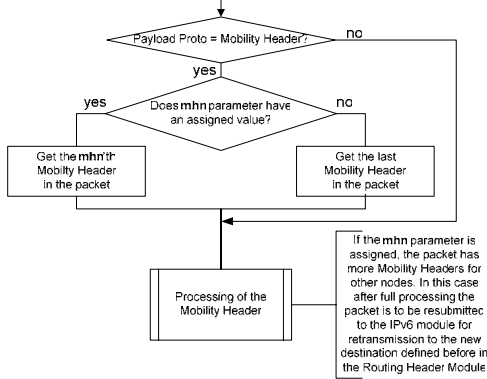 Payload Proto = Mobility Header?
no
yes
yes
Does mhn parameter have
an assigned value?
no
Get the mhn'th
Mobilty Header
in the packet
Get the last
Mobility Header
in the packet
If the mhn parameter is
assigned, the packet has
more Mobility Headers for
other nodes. In this case
after full processing the
packet is to be resubmitted
to the IPv6 module for
retransmission to the new
destination defined before in
the Routing Header Module
Processing of the
Mobility Header